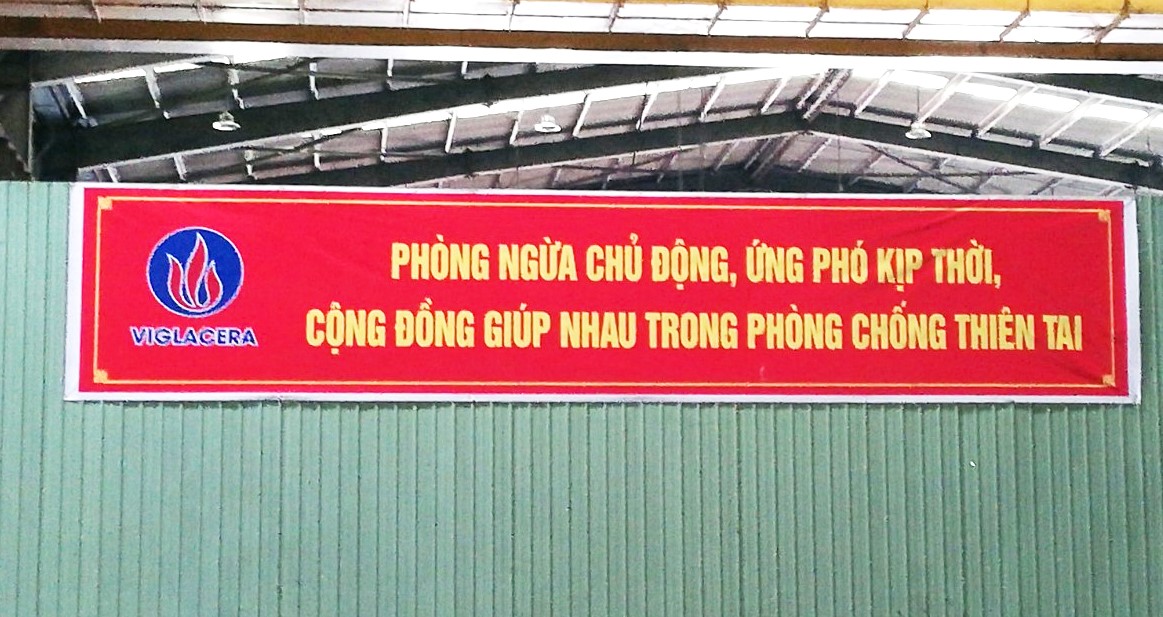 VIGLACERA
PHÒNG NGỪA CHỦ ĐỘNG, ỨNG PHÓ KỊP THỜI,
CỘNG ĐỒNG GIÚP NHAU TRONG PHÒNG CHỐNG THIÊN TAI